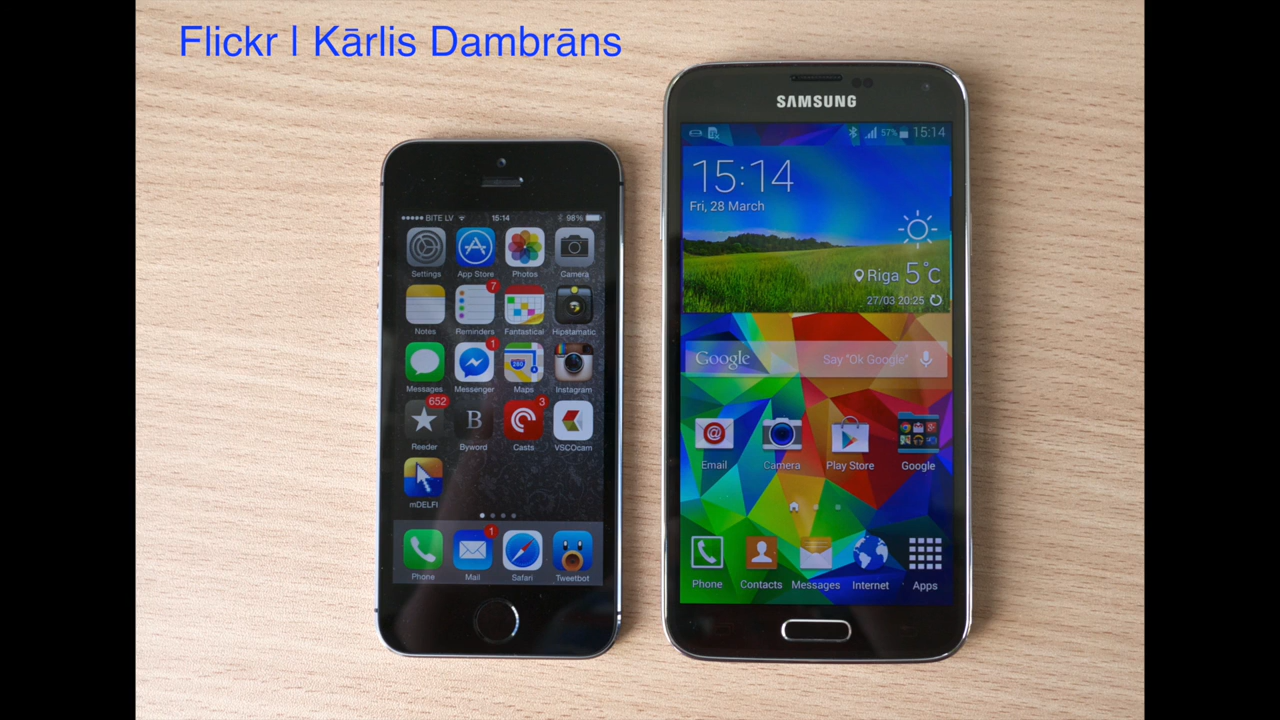 Flickr | Kārlis Dambrāns
BITE LV 15:14 98%
Settings App Store Photos Camera
7
Notes Reminders Fantastical Hipstamatic
1
280
Messages Messenger Maps Instagram
652 3
B
Reeder Byword Casts VSCOcam
mDELFI
1
Phone Mail Safari Tweetbot
SAMSUNG
57% 15:14
15:14
Fri, 28 March
Riga 5°C
27/03 20:25
Google Say "Ok Google"
@
Email Camera Play Store Google
Phone Contacts Messages Internet Apps